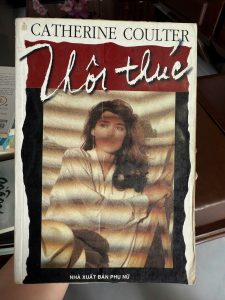 CATHERINE COULTER
Thôi thúc
NHÀ XUẤT BẢN PHỤ NỮ